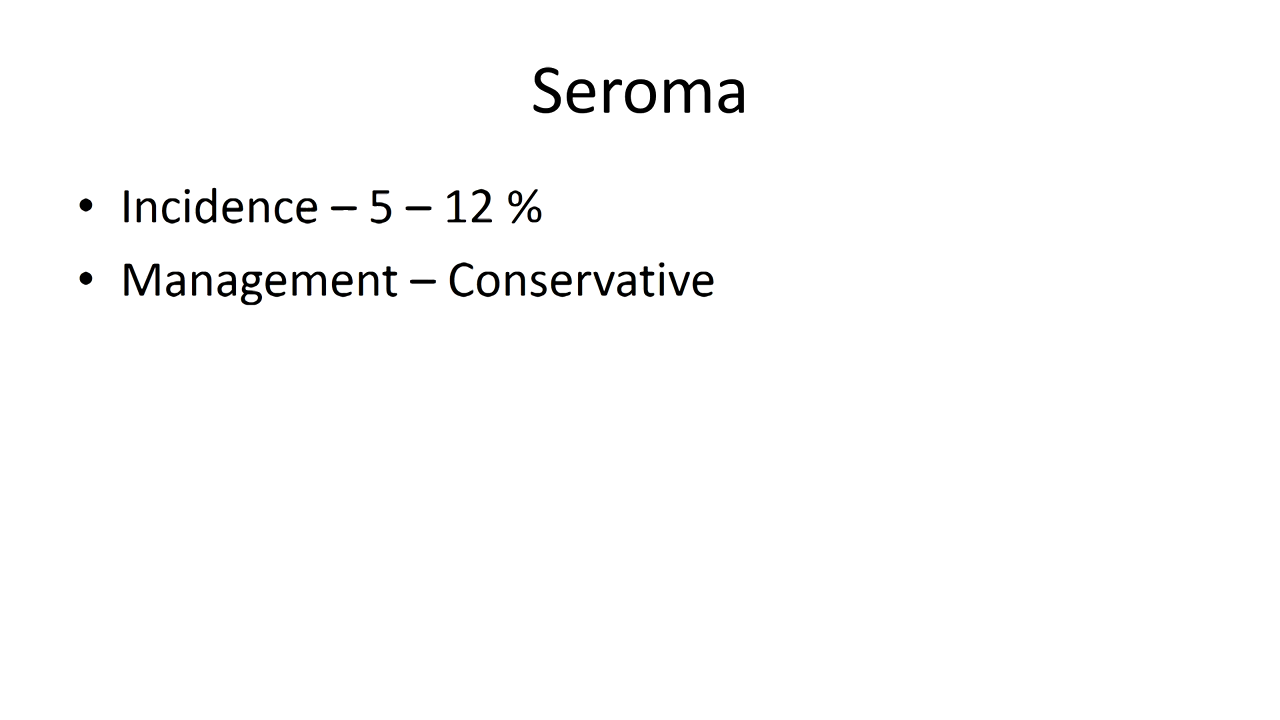 Seroma
• Incidence – 5 – 12 %
• Management – Conservative